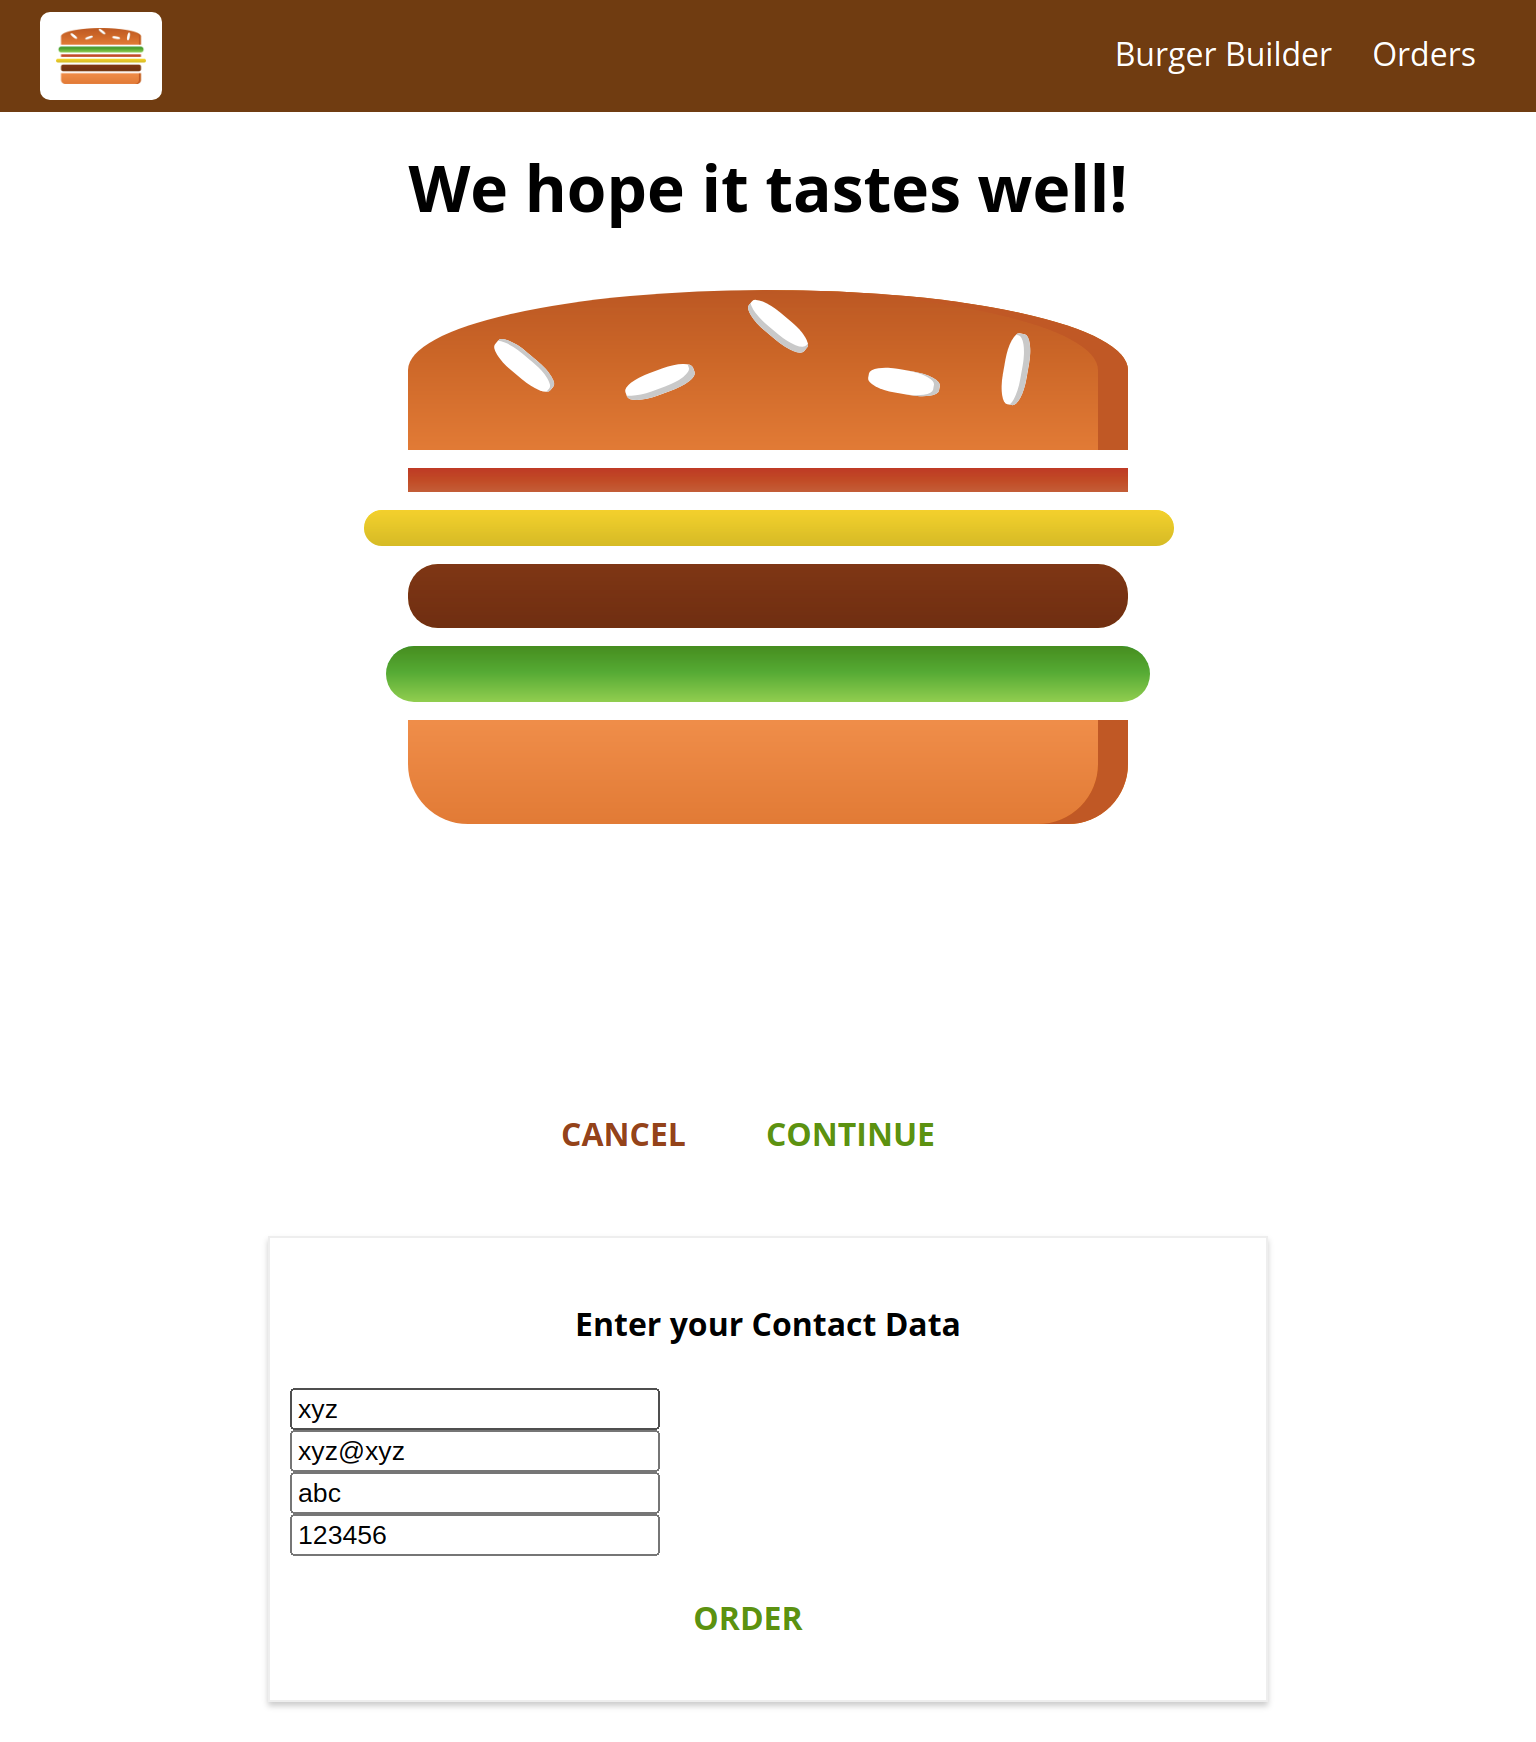 Burger Builder Orders
We hope it tastes well!
CANCEL CONTINUE
Enter your Contact Data
xyz
xyz@xyz
abc
123456
ORDER